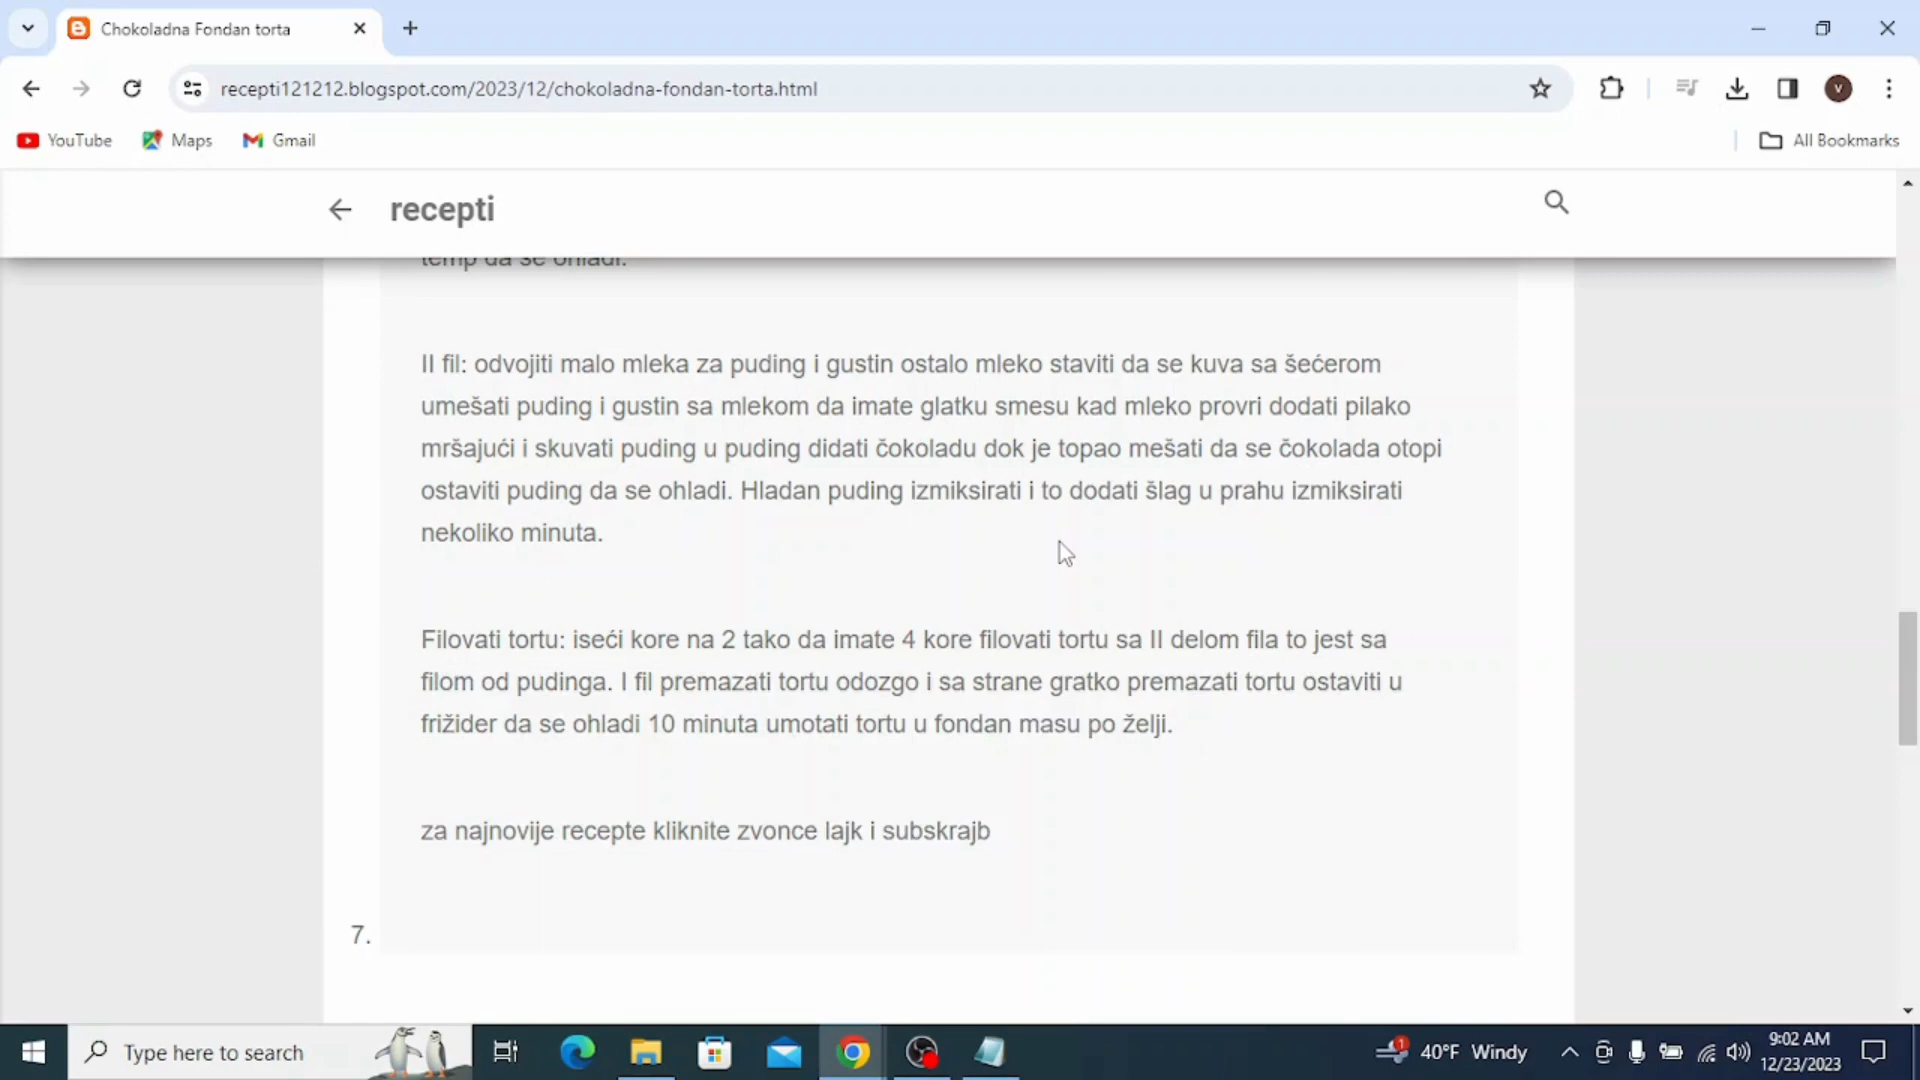 Chokoladna Fondan torta
recepti121212.blogspot.com/2023/12/chokoladna-fondan-torta.html
V
YouTube
Maps
Gmail
All Bookmarks
recepti
temp da se ohladi.
II fil: odvojiti malo mleka za puding i gustin ostalo mleko staviti da se kuva sa šećerom
umešati puding i gustin sa mlekom da imate glatku smesu kad mleko provri dodati pilako
mršajući i skuvati puding u puding didati čokoladu dok je topao mešati da se čokolada otopi
ostaviti puding da se ohladi. Hladan puding izmiksirati i to dodati šlag u prahu izmiksirati
nekoliko minuta.
Filovati tortu: iseći kore na 2 tako da imate 4 kore filovati tortu sa II delom fila to jest sa
filom od pudinga. I fil premazati tortu odozgo i sa strane gratko premazati tortu ostaviti u
frižider da se ohladi 10 minuta umotati tortu u fondan masu po želji.
za najnovije recepte kliknite zvonce lajk i subskrajb
7.
Type here to search
1
40°F Windy
9:02 AM
12/23/2023